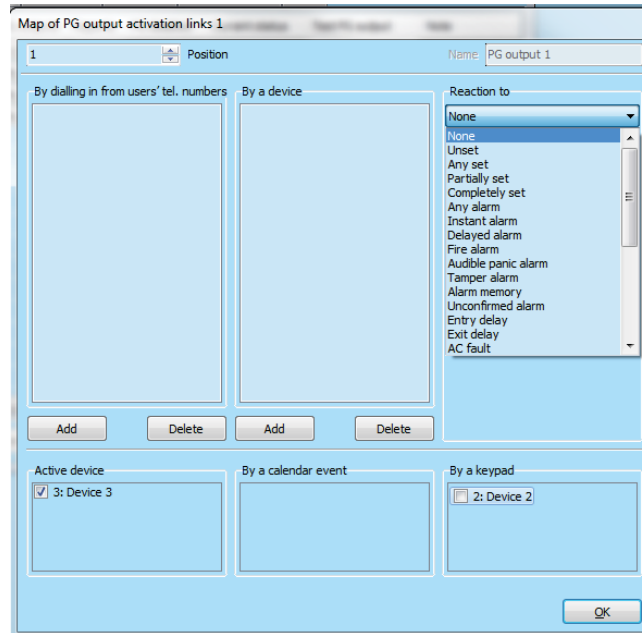 Map of PG output activation links 1
1 Position Name PG output 1
By dialling in from users' tel. numbers By a device Reaction to
None
None
Unset
Any set
Partially set
Completely set
Any alarm
Instant alarm
Delayed alarm
Fire alarm
Audible panic alarm
Tamper alarm
Alarm memory
Unconfirmed alarm
Entry delay
Exit delay
AC fault
Add Delete Add Delete
Active device By a calendar event By a keypad
3: Device 3 2: Device 2
OK